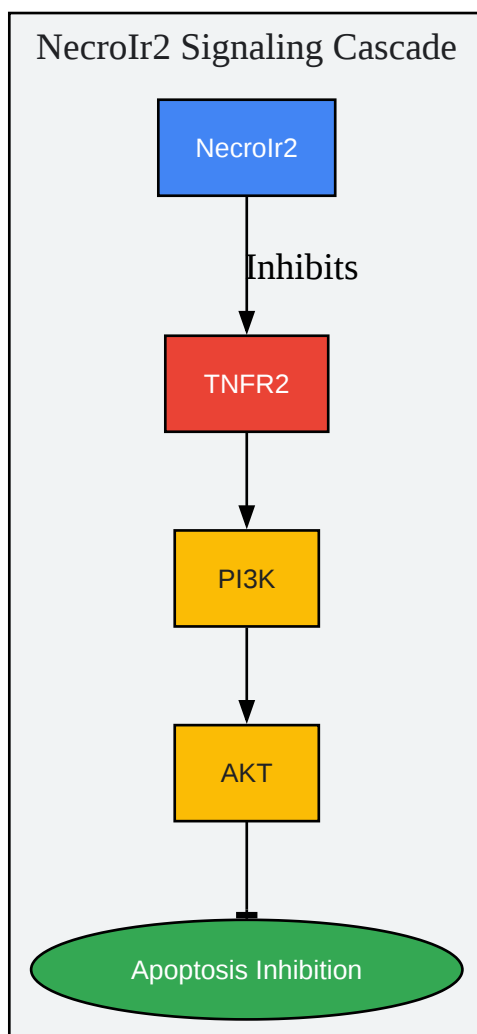 NecroIr2 Signaling Cascade
NecroIr2
Inhibits
TNFR2
PI3K
AKT
Apoptosis Inhibition